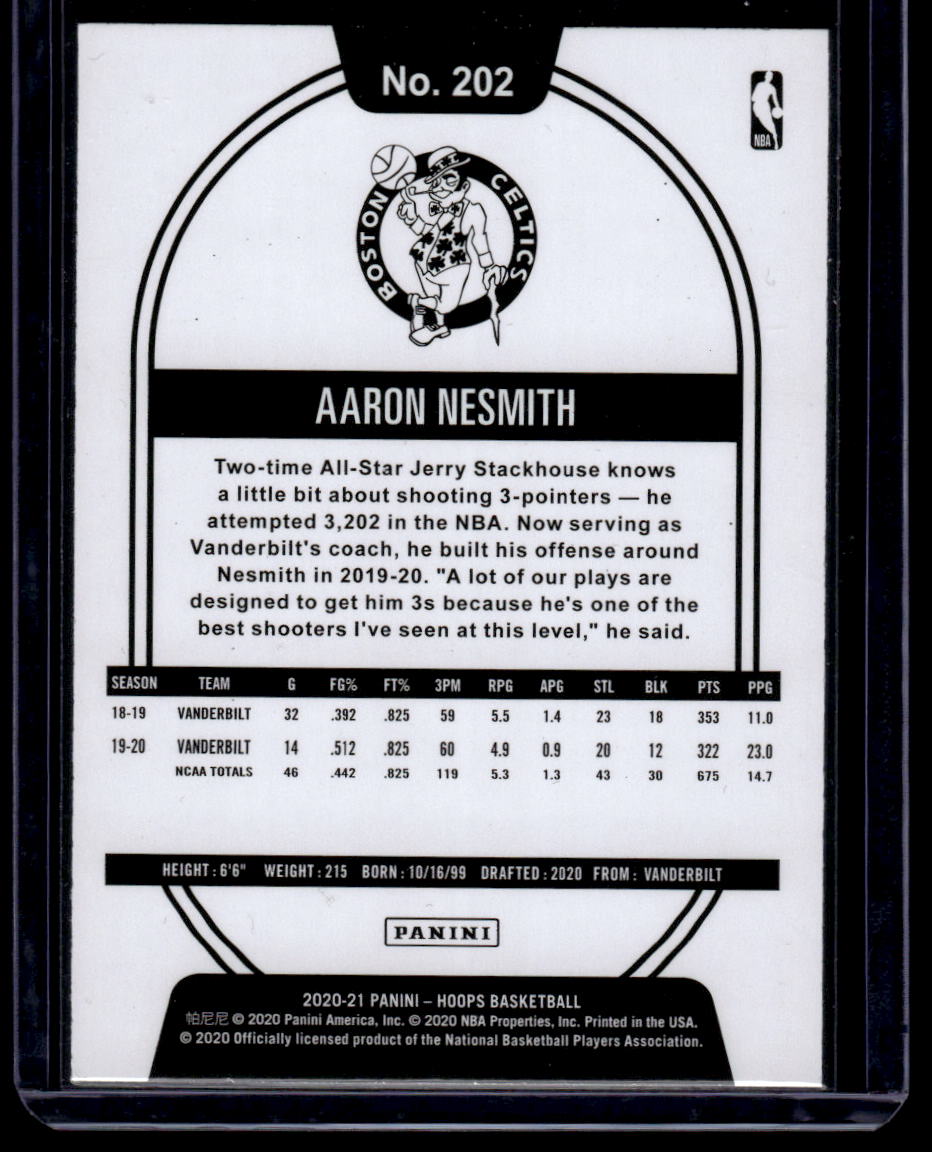 No. 202
NBA
BOSTON CELTICS
AARON NESMITH
Two-time All-Star Jerry Stackhouse knows
a little bit about shooting 3-pointers — he
attempted 3,202 in the NBA. Now serving as
Vanderbilt's coach, he built his offense around
Nesmith in 2019-20. "A lot of our plays are
designed to get him 3s because he's one of the
best shooters I've seen at this level," he said.
SEASON TEAM G FG% FT% 3PM RPG APG STL BLK PTS PPG
18-19 VANDERBILT 32 .392 .825 59 5.5 1.4 23 18 353 11.0
19-20 VANDERBILT 14 .512 .825 60 4.9 0.9 20 12 322 23.0
NCAA TOTALS 46 .442 .825 119 5.3 1.3 43 30 675 14.7
HEIGHT: 6'6" WEIGHT: 215 BORN: 10/16/99 DRAFTED: 2020 FROM: VANDERBILT
PANINI
2020-21 PANINI – HOOPS BASKETBALL
帕尼尼 © 2020 Panini America, Inc. © 2020 NBA Properties, Inc. Printed in the USA.
© 2020 Officially licensed product of the National Basketball Players Association.